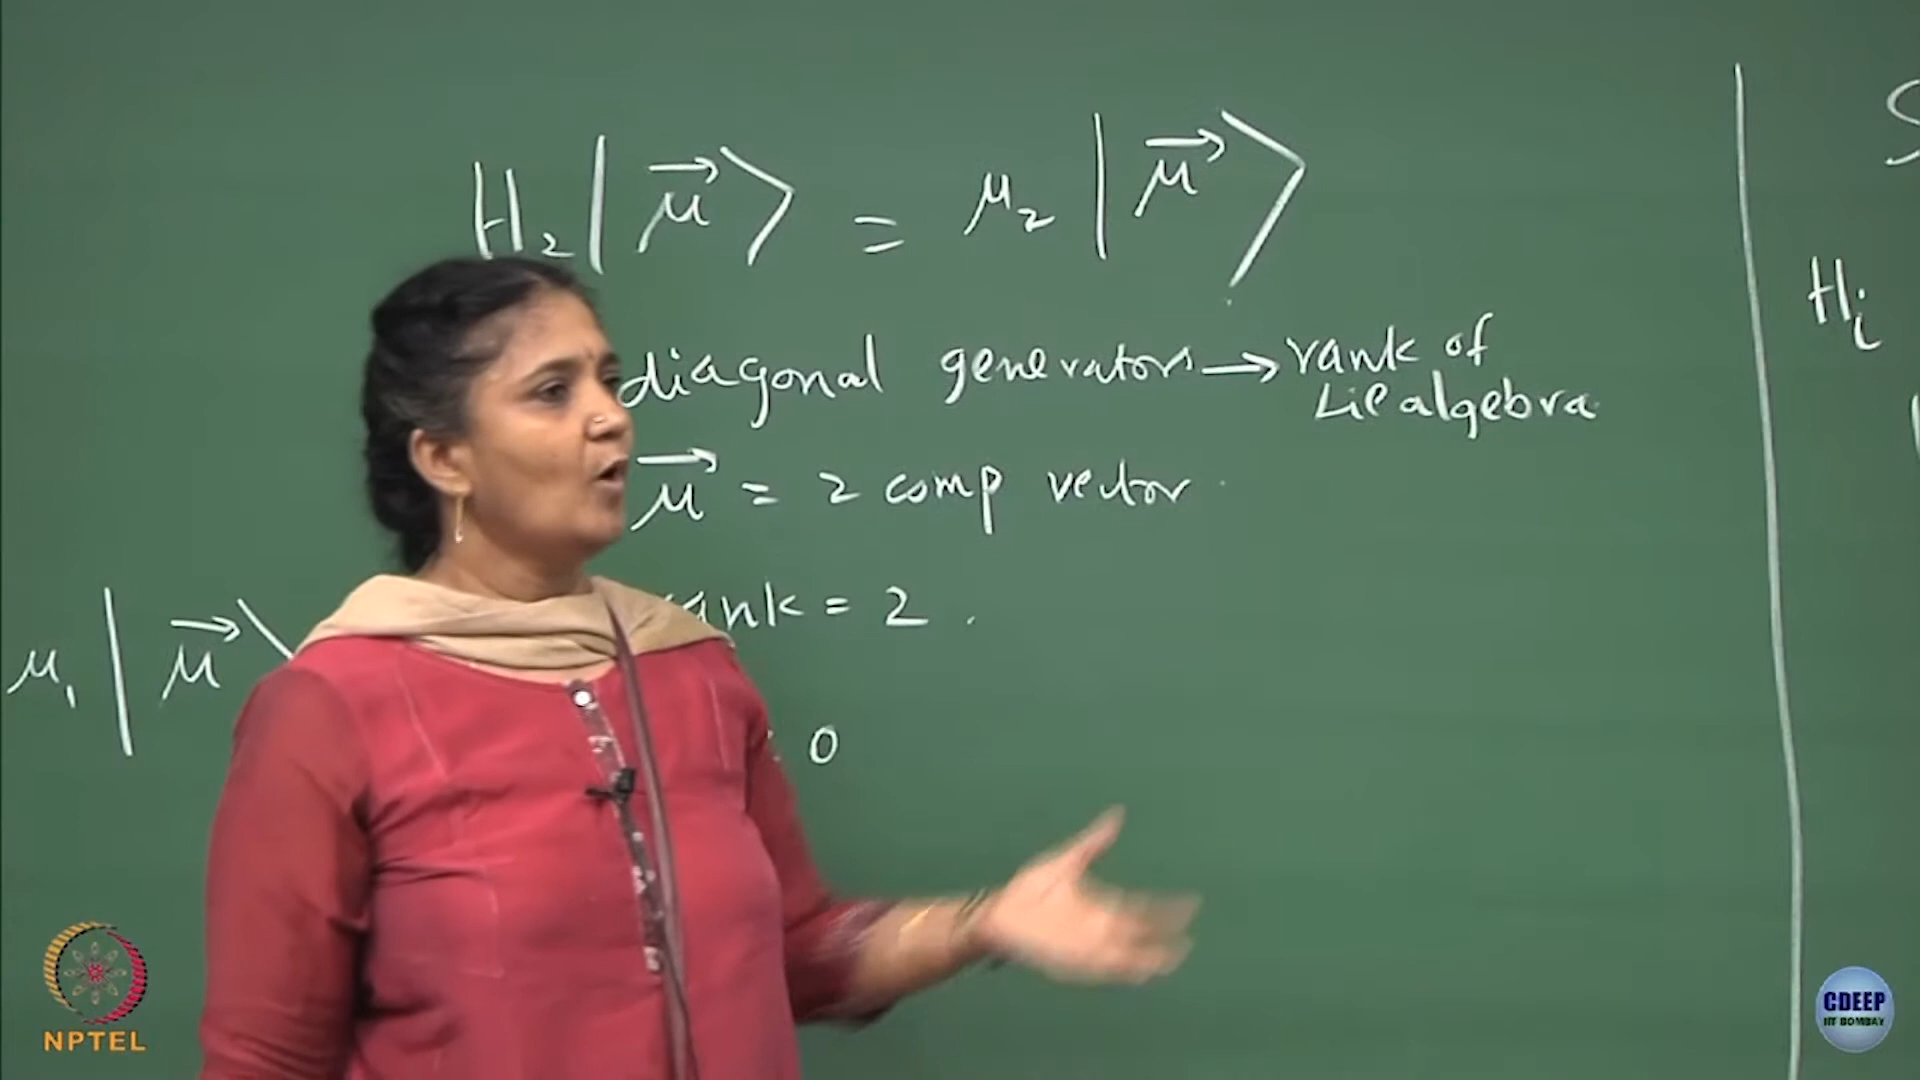 H₂|μ⃗⟩ = μ₂|μ⃗⟩
diagonal generators → rank of
Lie algebra
μ⃗ = 2 comp vector
rank = 2.
μ₁|μ⃗⟩
0
S
Hᵢ
NPTEL
CDEEP
IIT BOMBAY